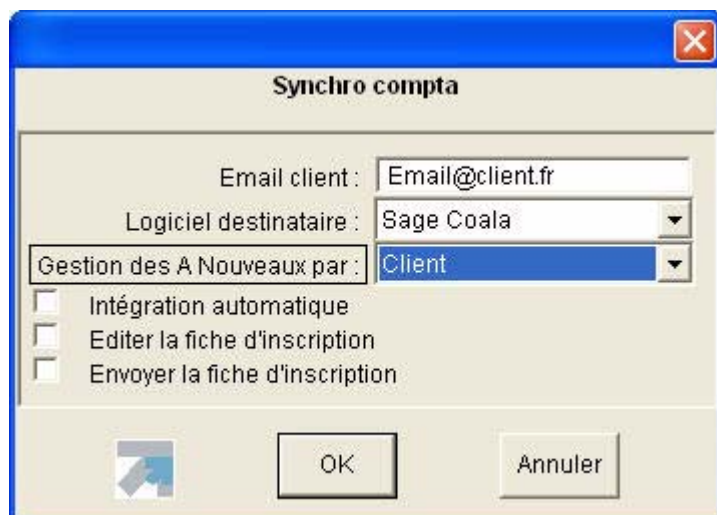 Synchro compta
Email client : Email@client.fr
Logiciel destinataire : Sage Coala
Gestion des A Nouveaux par : Client
Intégration automatique
Editer la fiche d'inscription
Envoyer la fiche d'inscription
OK Annuler